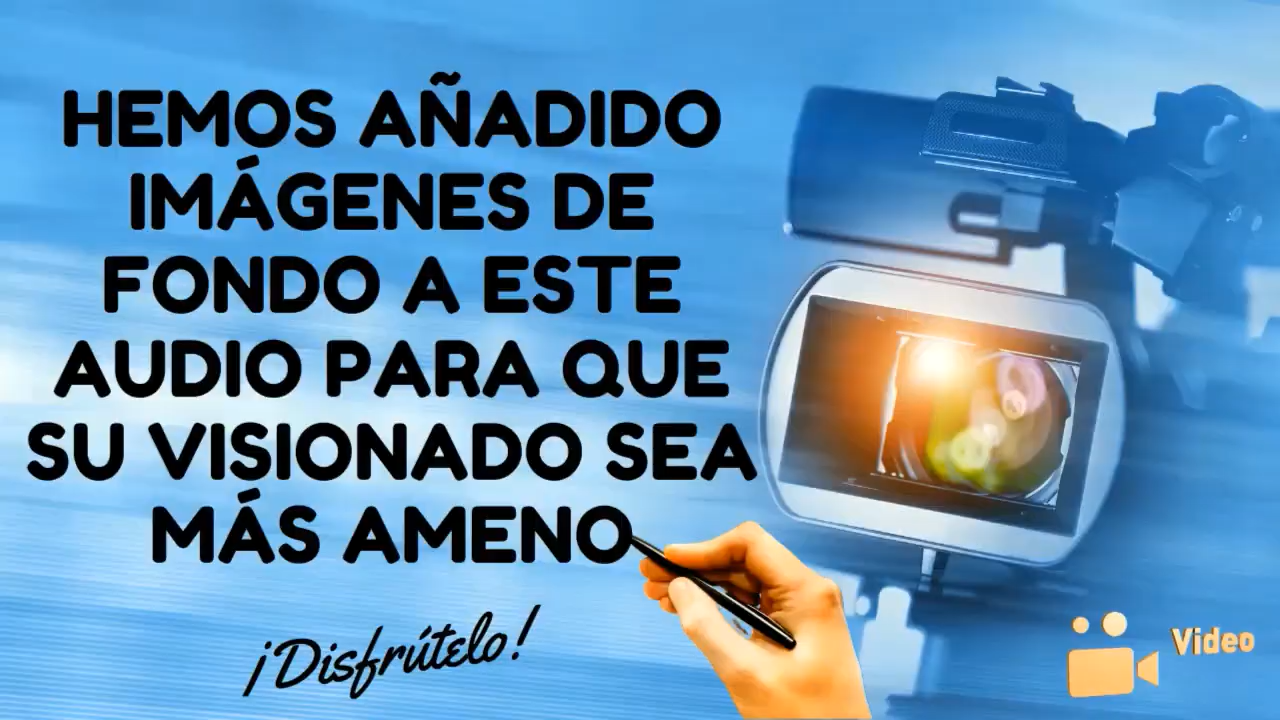 HEMOS AÑADIDO
IMÁGENES DE
FONDO A ESTE
AUDIO PARA QUE
SU VISIONADO SEA
MÁS AMENO
¡Disfrútelo!
Video